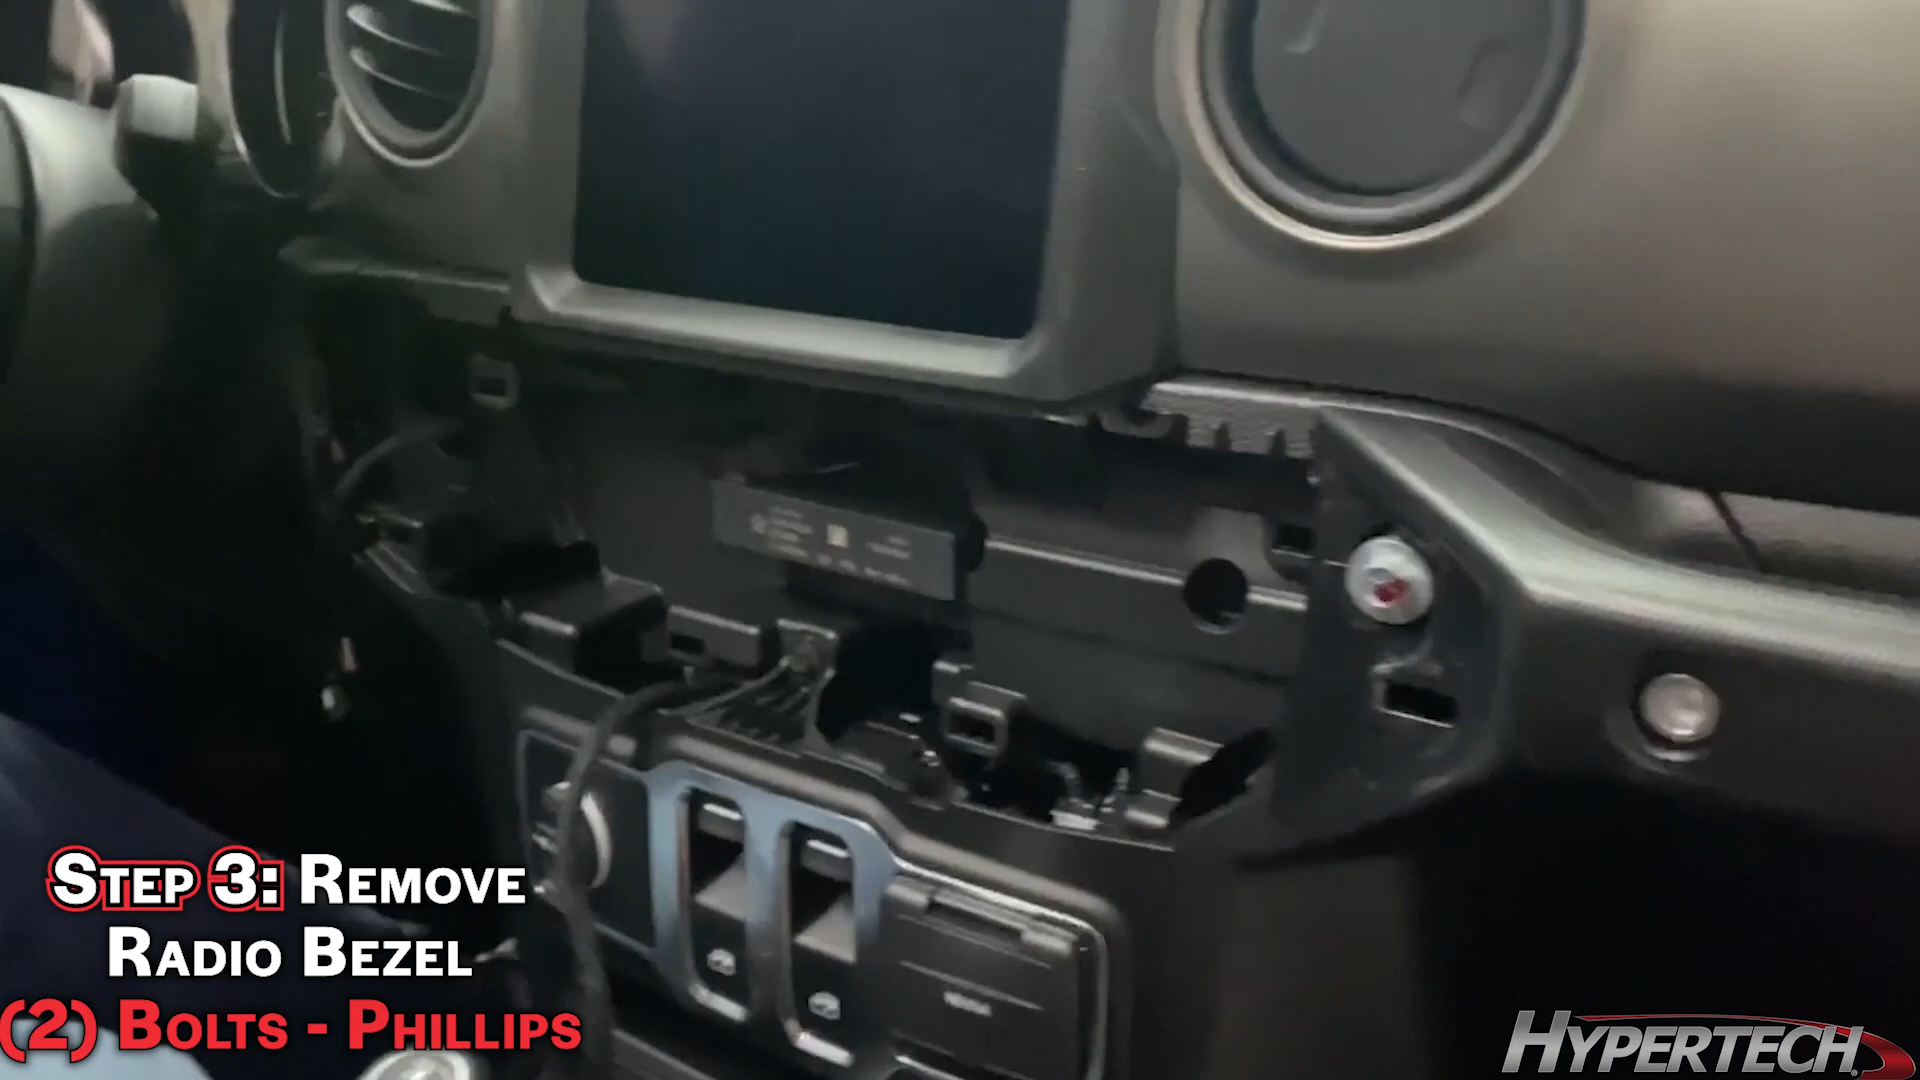 Step 3: Remove
Radio Bezel
(2) Bolts - Phillips
HYPERTECH